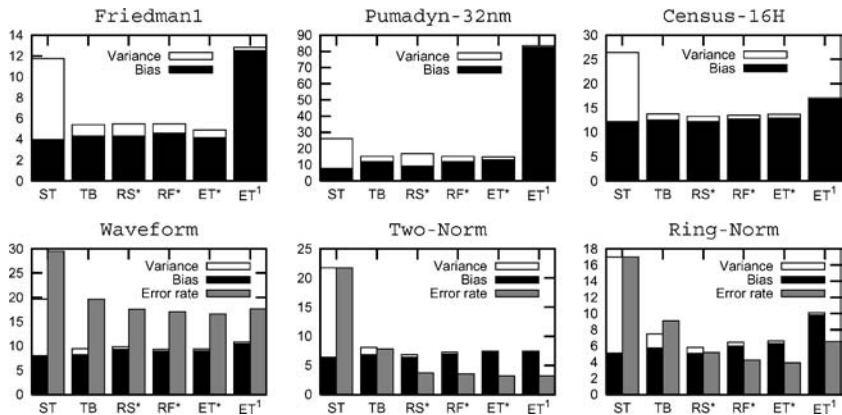 Friedman1
14
12
10
8
6
4
2
0
Variance
Bias
ST TB RS* RF* ET* ET1
Pumadyn-32nm
90
80
70
60
50
40
30
20
10
0
Variance
Bias
ST TB RS* RF* ET* ET1
Census-16H
30
25
20
15
10
5
0
Variance
Bias
ST TB RS* RF* ET* ET1
Waveform
30
25
20
15
10
5
0
Variance
Bias
Error rate
ST TB RS* RF* ET* ET1
Two-Norm
25
20
15
10
5
0
Variance
Bias
Error rate
ST TB RS* RF* ET* ET1
Ring-Norm
18
16
14
12
10
8
6
4
2
0
Variance
Bias
Error rate
ST TB RS* RF* ET* ET1